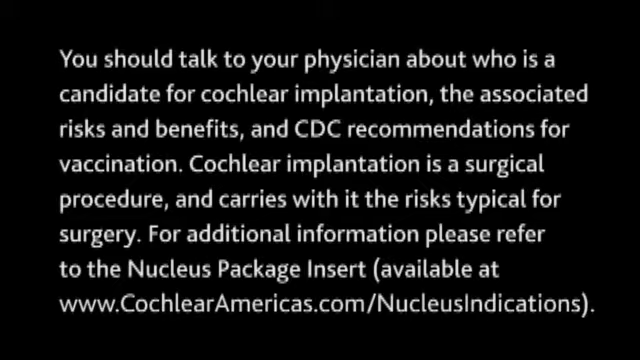 You should talk to your physician about who is a
candidate for cochlear implantation, the associated
risks and benefits, and CDC recommendations for
vaccination. Cochlear implantation is a surgical
procedure, and carries with it the risks typical for
surgery. For additional information please refer
to the Nucleus Package Insert (available at
www.CochlearAmericas.com/NucleusIndications).